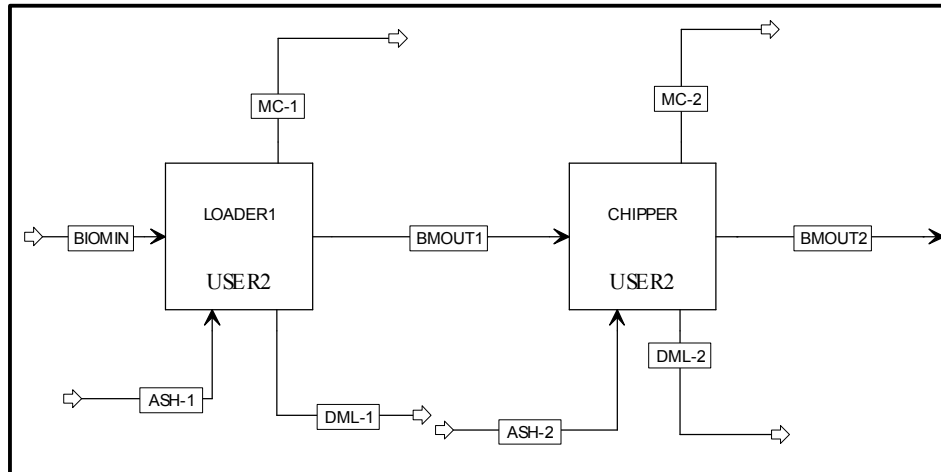 MC-1
MC-2
LOADER1
CHIPPER
BIOMIN
BMOUT1
BMOUT2
USER2
USER2
DML-2
ASH-1
DML-1
ASH-2